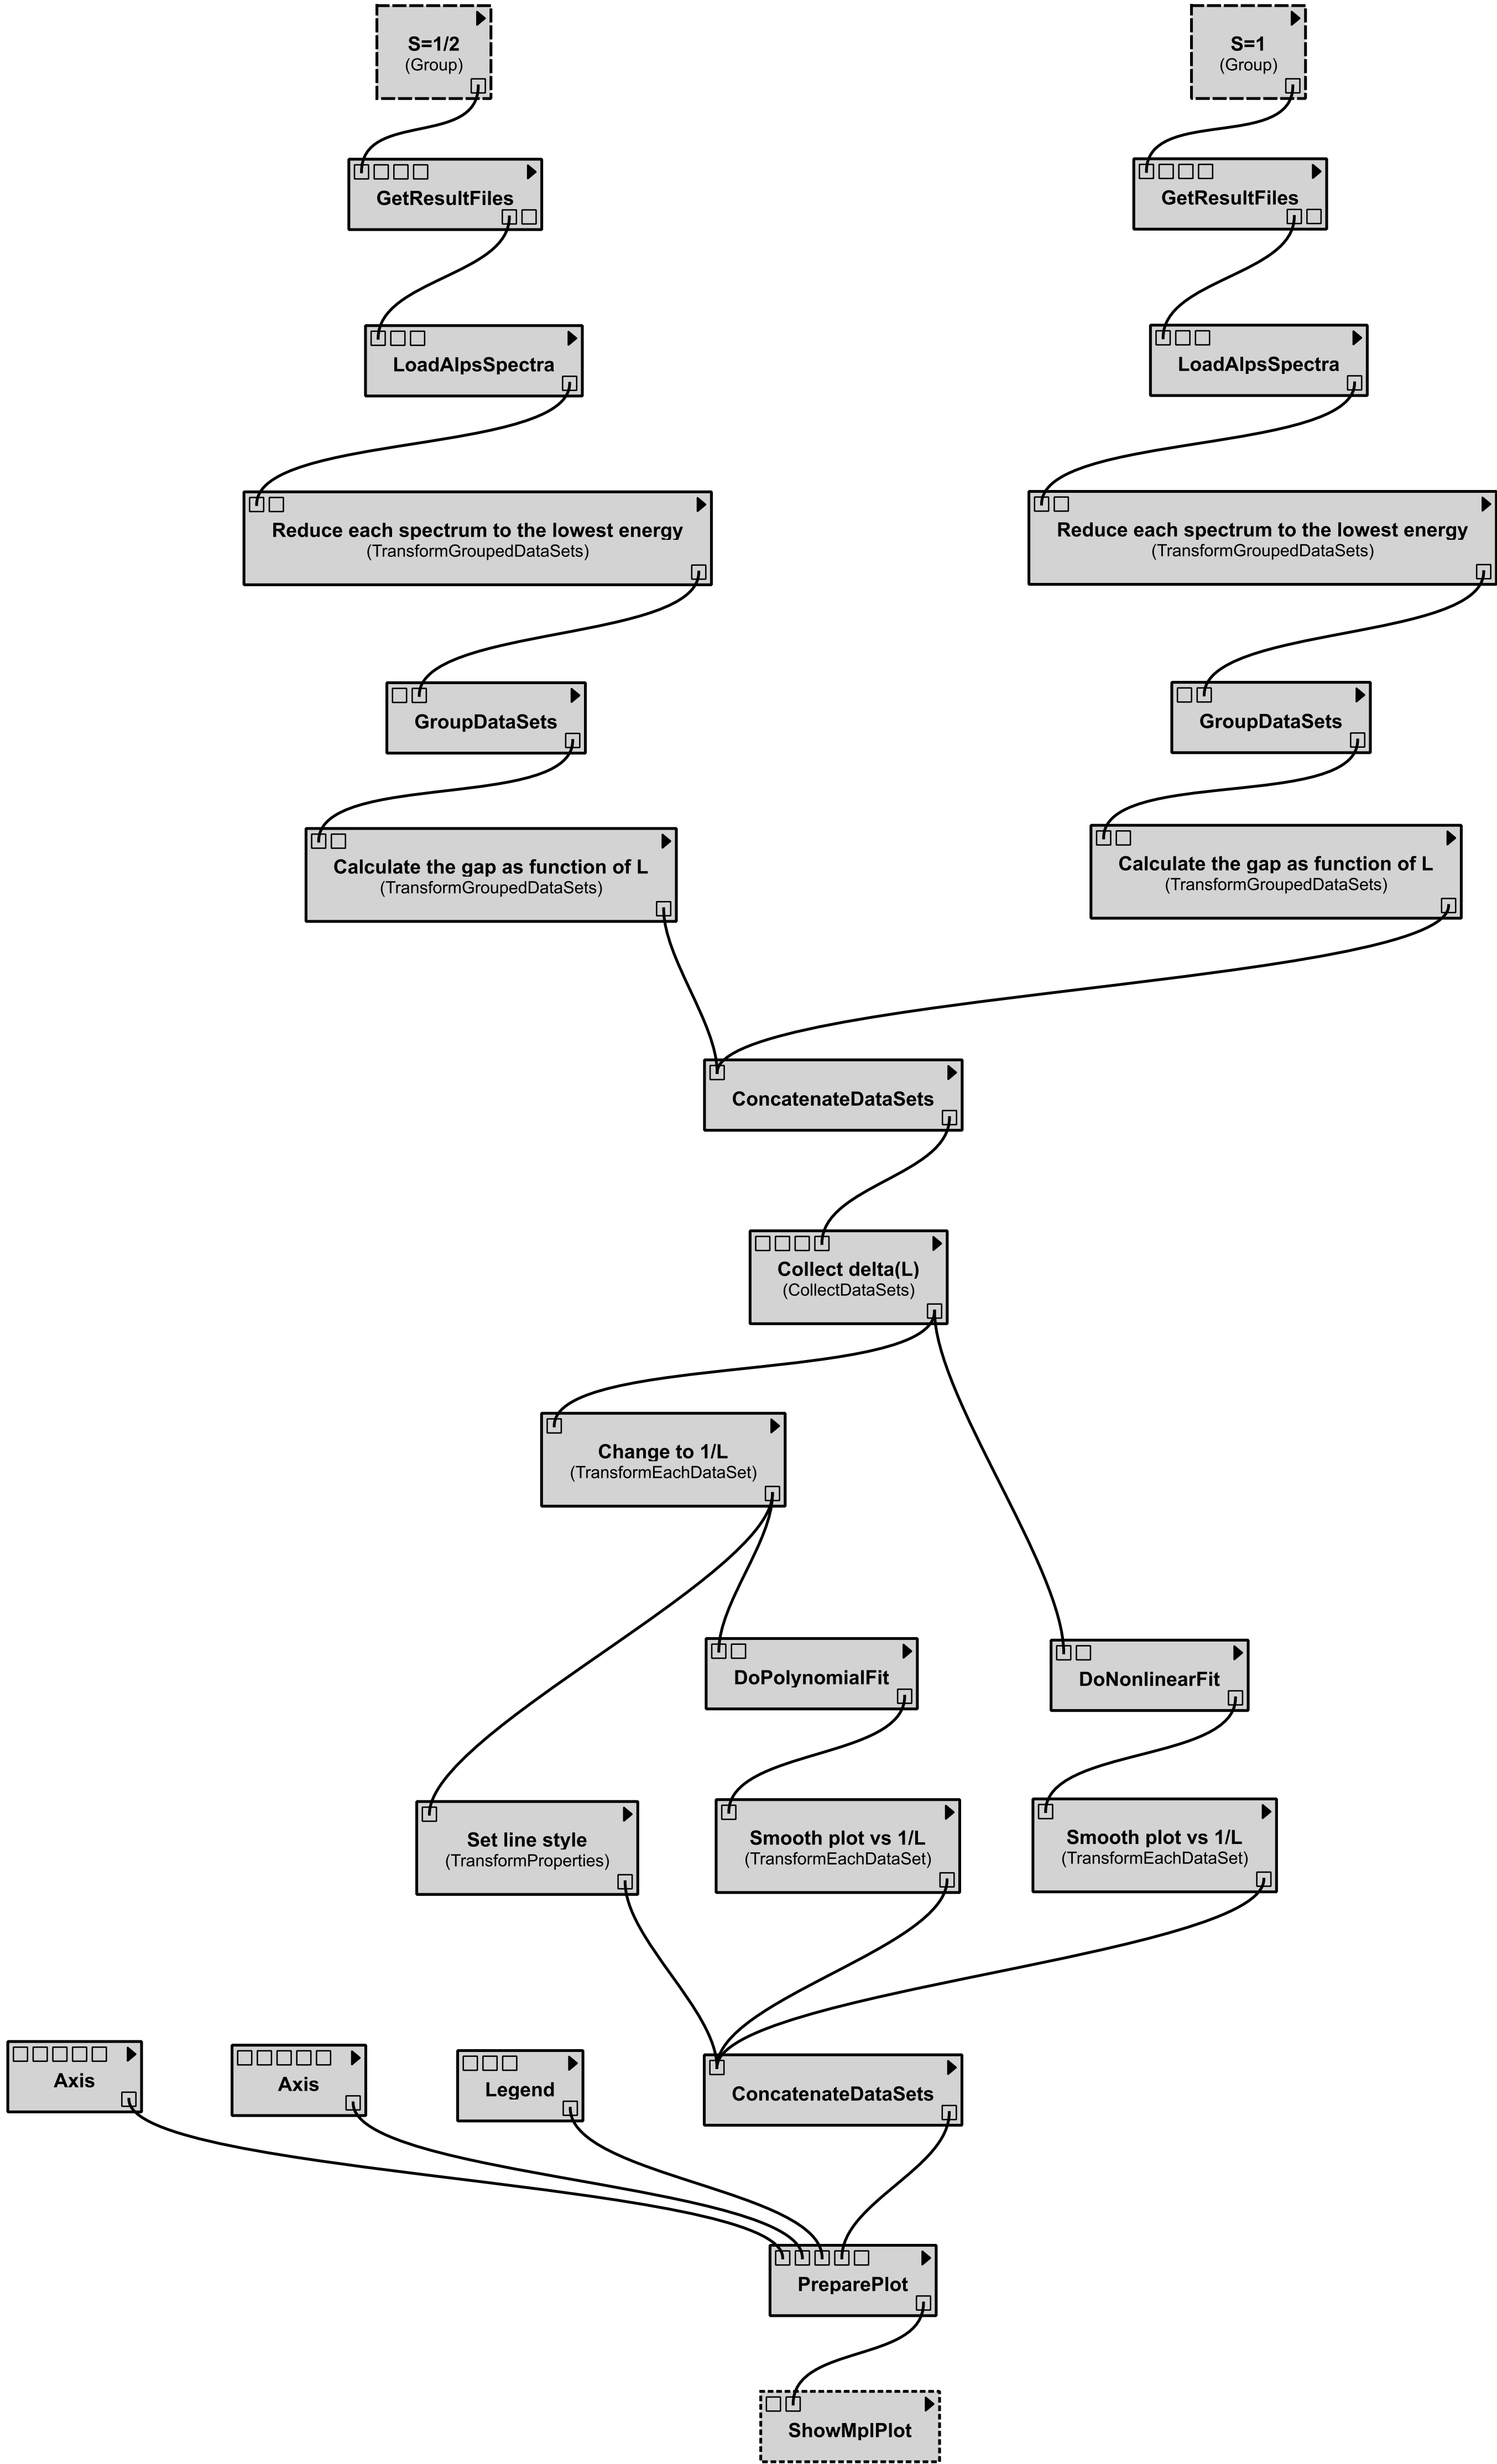 S=1/2
(Group)
S=1
(Group)
GetResultFiles
GetResultFiles
LoadAlpsSpectra
LoadAlpsSpectra
Reduce each spectrum to the lowest energy
(TransformGroupedDataSets)
Reduce each spectrum to the lowest energy
(TransformGroupedDataSets)
GroupDataSets
GroupDataSets
Calculate the gap as function of L
(TransformGroupedDataSets)
Calculate the gap as function of L
(TransformGroupedDataSets)
ConcatenateDataSets
Collect delta(L)
(CollectDataSets)
Change to 1/L
(TransformEachDataSet)
DoPolynomialFit
DoNonlinearFit
Set line style
(TransformProperties)
Smooth plot vs 1/L
(TransformEachDataSet)
Smooth plot vs 1/L
(TransformEachDataSet)
Axis
Axis
Legend
ConcatenateDataSets
PreparePlot
ShowMplPlot